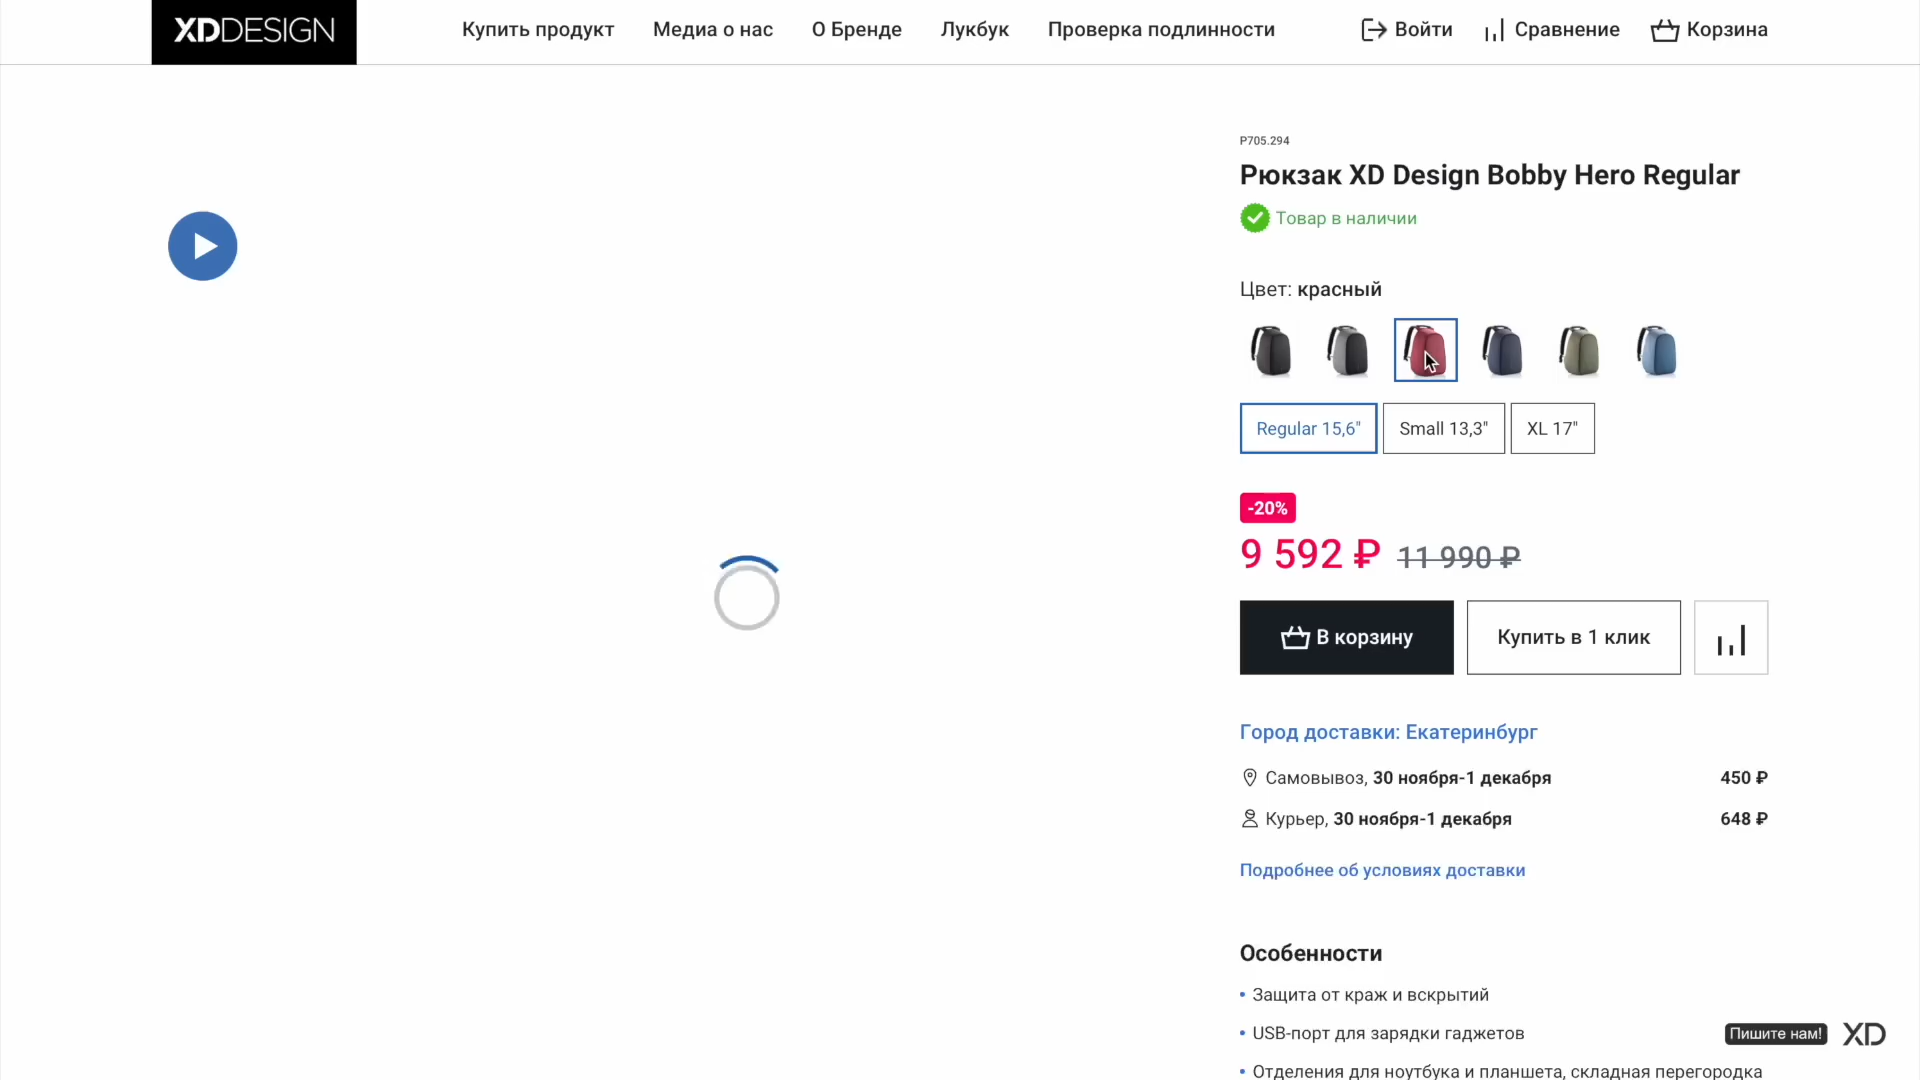 XDDESIGN
Купить продукт
Медиа о нас
О Бренде
Лукбук
Проверка подлинности
Войти
Сравнение
Корзина
P705.294
Рюкзак XD Design Bobby Hero Regular
Товар в наличии
Цвет: красный
Regular 15,6"
Small 13,3"
XL 17"
-20%
9 592 ₽ 11 990 ₽
В корзину
Купить в 1 клик
Город доставки: Екатеринбург
Самовывоз, 30 ноября-1 декабря 450 ₽
Курьер, 30 ноября-1 декабря 648 ₽
Подробнее об условиях доставки
Особенности
• Защита от краж и вскрытий
• USB-порт для зарядки гаджетов
Пишите нам! XD
• Отделения для ноутбука и планшета, складная перегородка